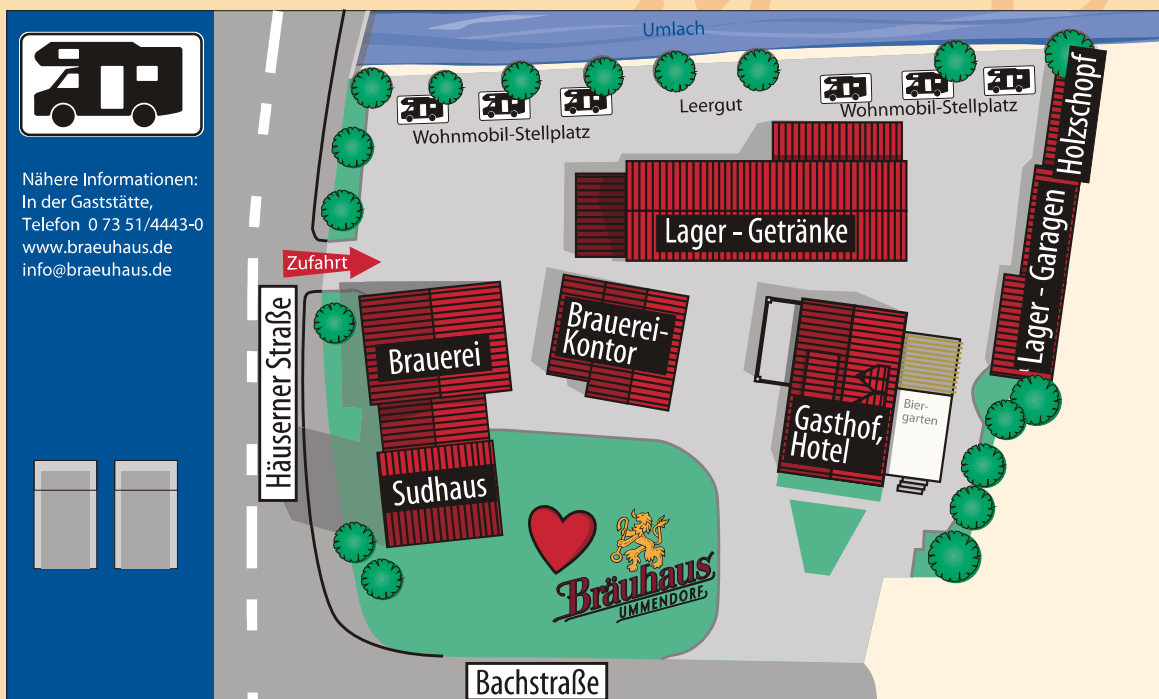 Nähere Informationen:
In der Gaststätte,
Telefon 0 73 51/4443-0
www.braeuhaus.de
info@braeuhaus.de
Umlach
Wohnmobil-Stellplatz
Leergut
Wohnmobil-Stellplatz
Holzschopf
Lager - Garagen
Lager – Getränke
Zufahrt
Häuserner Straße
Brauerei
Brauerei-
Kontor
Gasthof,
Hotel
Bier-
garten
Sudhaus
Bräuhaus
UMMENDORF
Bachstraße